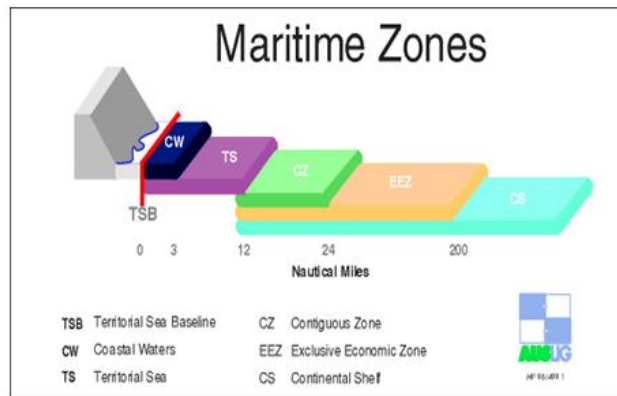 Maritime Zones
CW
TS
CZ
EEZ
CS
TSB
0 3 12 24 200
Nautical Miles
TSB Territorial Sea Baseline
CW Coastal Waters
TS Territorial Sea
CZ Contiguous Zone
EEZ Exclusive Economic Zone
CS Continental Shelf
AUSLIG